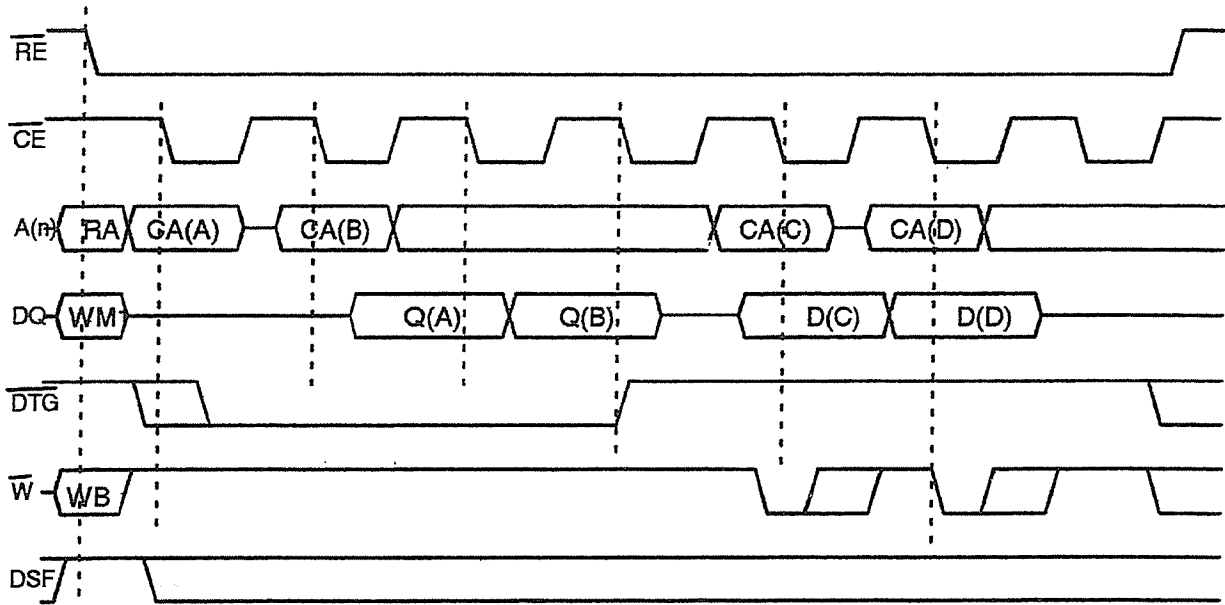 RE
CE
A(n) RA CA(A) CA(B) CA(C) CA(D)
DQ WM Q(A) Q(B) D(C) D(D)
DTG
W WB
DSF